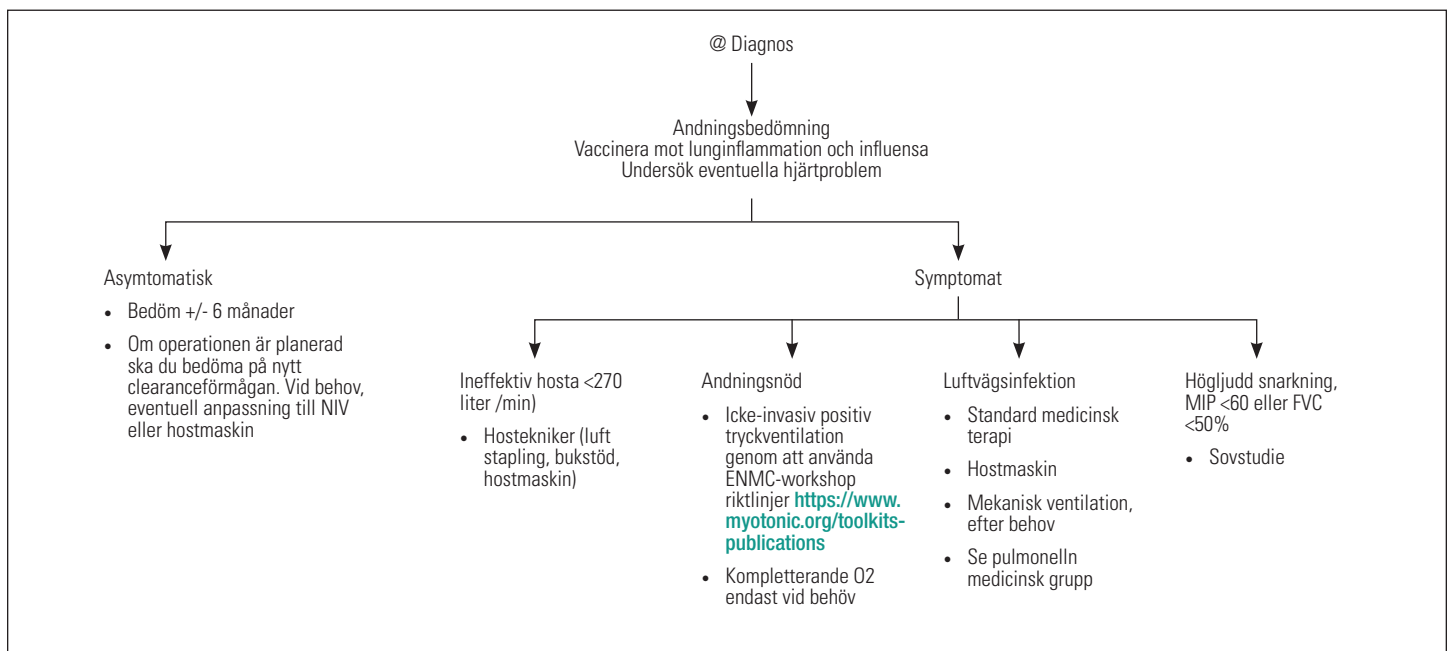 @ Diagnos
Andningsbedömning
Vaccinera mot lunginflammation och influensa
Undersök eventuella hjärtproblem
Asymtomatisk
• Bedöm +/- 6 månader
• Om operationen är planerad
ska du bedöma på nytt
clearanceförmågan. Vid behov,
eventuell anpassning till NIV
eller hostmaskin
Symptomat
Ineffektiv hosta <270
liter /min)
• Hostekniker (luft
stapling, bukstöd,
hostmaskin)
Andningsnöd
• Icke-invasiv positiv
tryckventilation
genom att använda
ENMC-workshop
riktlinjer https://www.
myotonic.org/toolkits-
publications
• Kompletterande O2
endast vid behöv
Luftvägsinfektion
• Standard medicinsk
terapi
• Hostmaskin
• Mekanisk ventilation,
efter behov
• Se pulmonelln
medicinsk grupp
Högljudd snarkning,
MIP <60 eller FVC
<50%
• Sovstudie